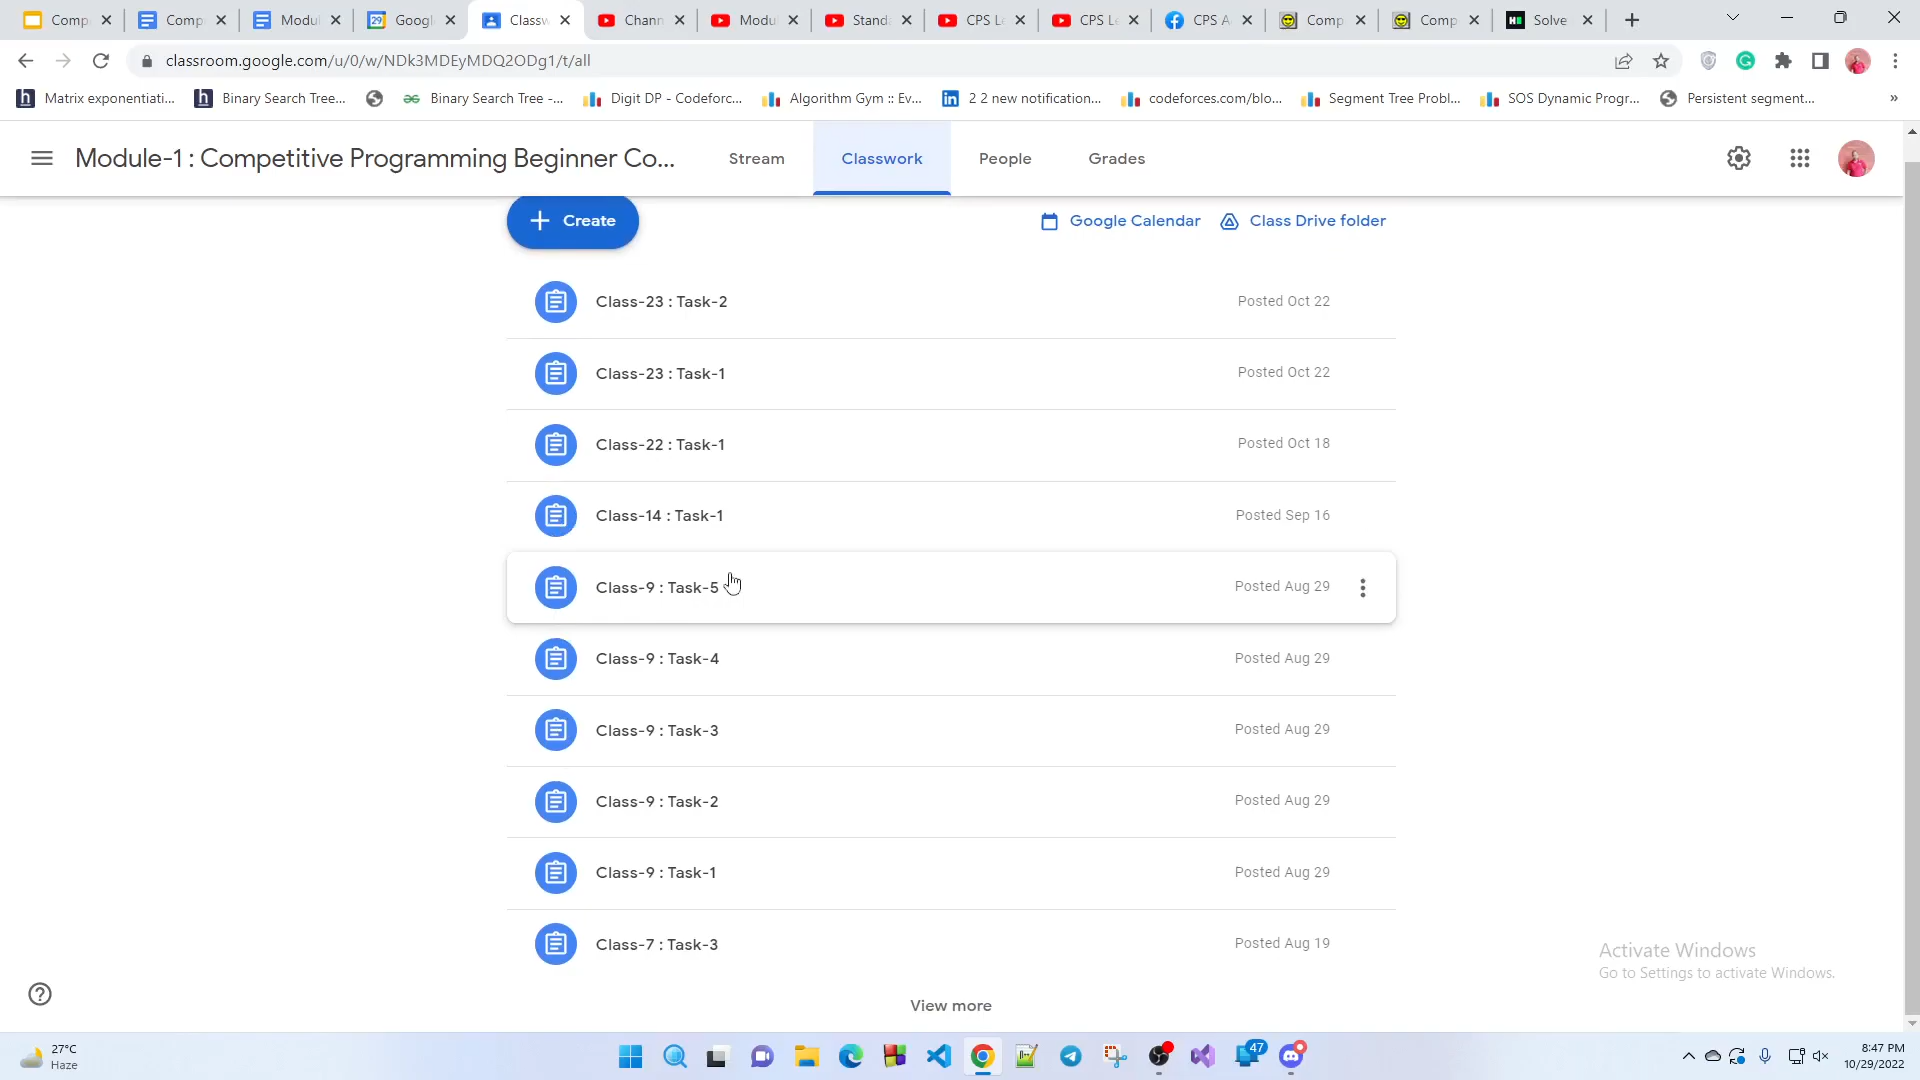 Comp
Comp
Modul
Googl
Classw
Chann
Modu
Standa
CPS Le
CPS Le
CPS A
Comp
Comp
Solve
classroom.google.com/u/0/w/NDk3MDEyMDQ2ODg1/t/all
Matrix exponentiati...
Binary Search Tree...
Binary Search Tree -...
Digit DP - Codeforc...
Algorithm Gym :: Ev...
2 2 new notification...
codeforces.com/blo...
Segment Tree Probl...
SOS Dynamic Progr...
Persistent segment...
»
Module-1 : Competitive Programming Beginner Co...
Stream
Classwork
People
Grades
Create
Google Calendar
Class Drive folder
Class-23 : Task-2
Posted Oct 22
Class-23 : Task-1
Posted Oct 22
Class-22 : Task-1
Posted Oct 18
Class-14 : Task-1
Posted Sep 16
Class-9 : Task-5
Posted Aug 29
Class-9 : Task-4
Posted Aug 29
Class-9 : Task-3
Posted Aug 29
Class-9 : Task-2
Posted Aug 29
Class-9 : Task-1
Posted Aug 29
Class-7 : Task-3
Posted Aug 19
View more
Activate Windows
Go to Settings to activate Windows.
27°C
Haze
47
8:47 PM
10/29/2022